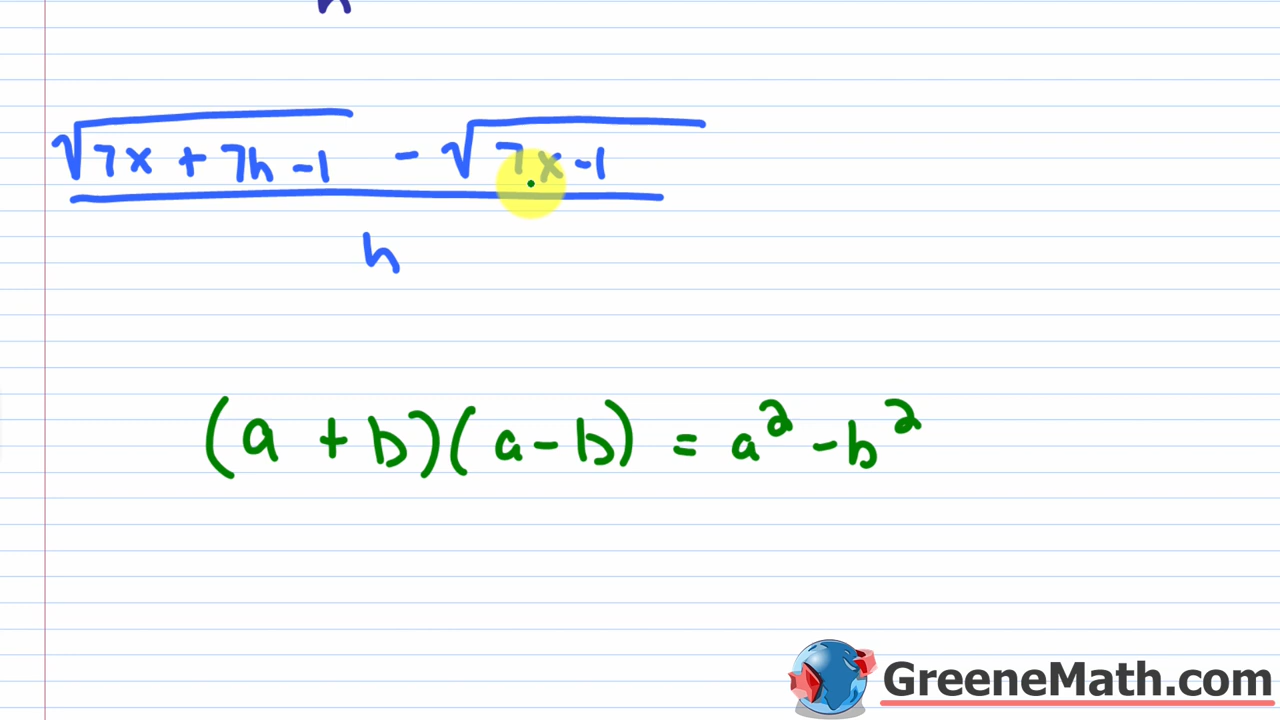 h
√(7x + 7h - 1) - √(7x - 1)
h
(a + b)(a - b) = a² - b²
GreeneMath.com